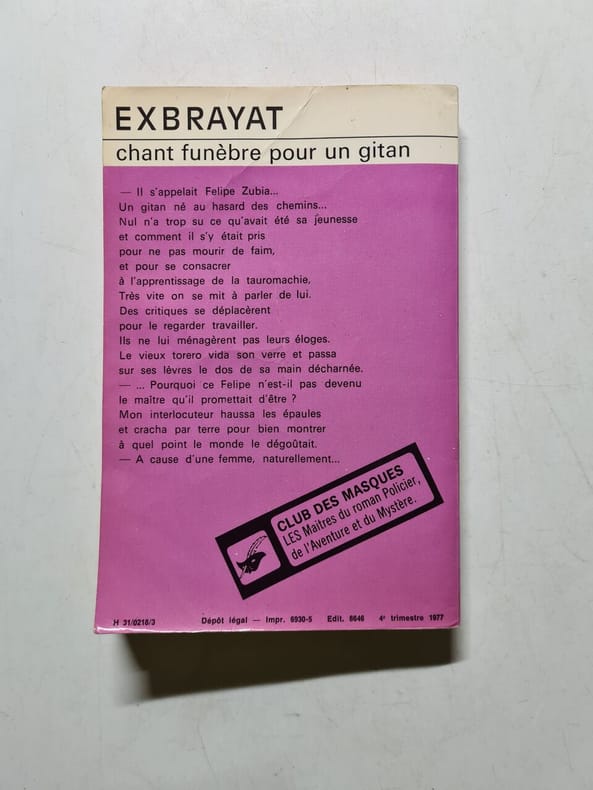 EXBRAYAT
chant funèbre pour un gitan
— Il s'appelait Felipe Zubia...
Un gitan né au hasard des chemins...
Nul n'a trop su ce qu'avait été sa jeunesse
et comment il s'y était pris
pour ne pas mourir de faim,
et pour se consacrer
à l'apprentissage de la tauromachie,
Très vite on se mit à parler de lui.
Des critiques se déplacèrent
pour le regarder travailler.
Ils ne lui ménagèrent pas leurs éloges.
Le vieux torero vida son verre et passa
sur ses lèvres le dos de sa main décharnée.
— ... Pourquoi ce Felipe n'est-il pas devenu
le maître qu'il promettait d'être ?
Mon interlocuteur haussa les épaules
et cracha par terre pour bien montrer
à quel point le monde le dégoûtait.
— A cause d'une femme, naturellement...
CLUB DES MASQUES
LES Maîtres du roman Policier,
de l'Aventure et du Mystère.
H 31/0218/3 Dépôt légal — Impr. 6930-5 Edit. 8646 4e trimestre 1977